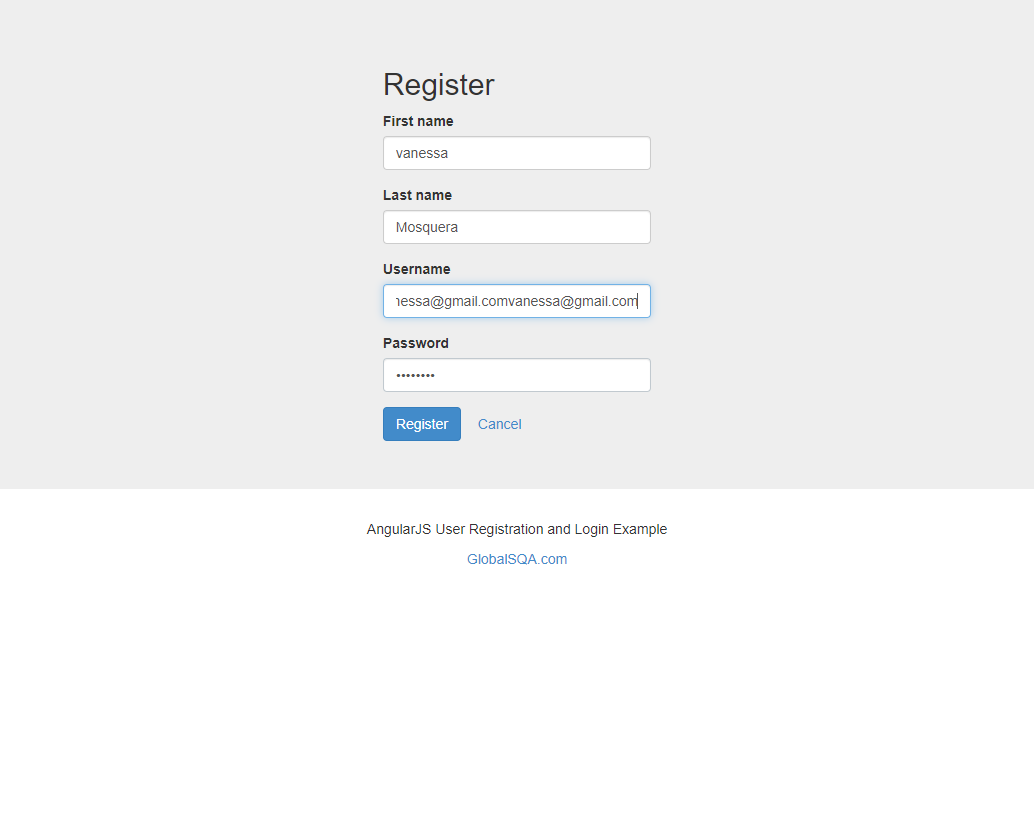 Register
First name
vanessa
Last name
Mosquera
Username
nessa@gmail.comvanessa@gmail.com
Password
••••••••
Register Cancel
AngularJS User Registration and Login Example
GlobalSQA.com